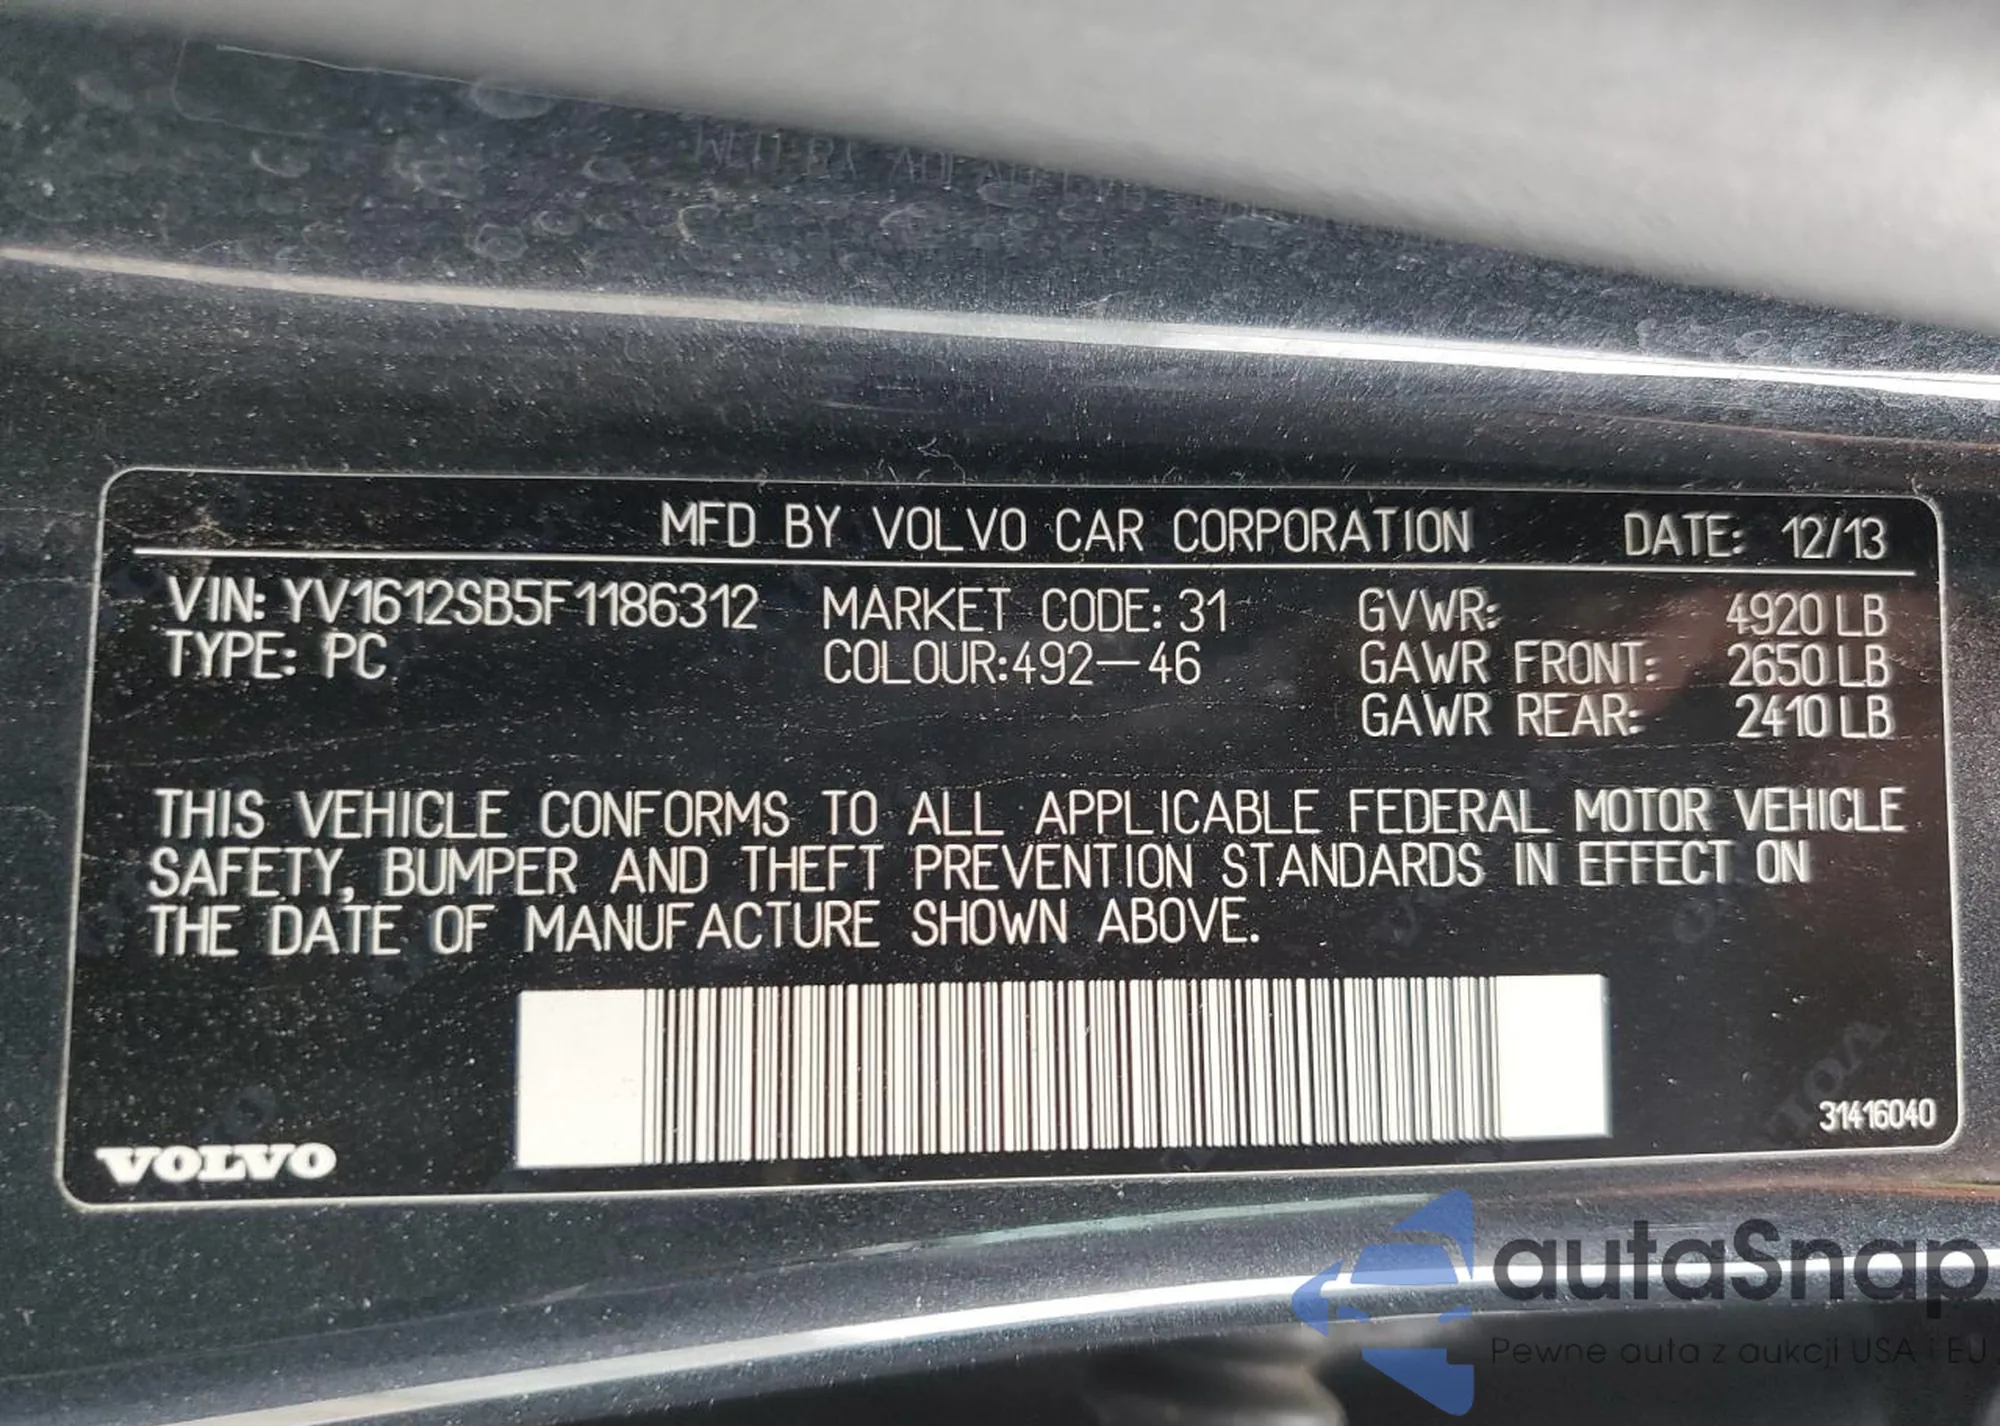 MFD BY VOLVO CAR CORPORATION DATE: 12/13
VIN: YV1612SB5F1186312 MARKET CODE: 31 GVWR: 4920 LB
TYPE: PC COLOUR:492-46 GAWR FRONT: 2650 LB
GAWR REAR: 2410 LB
THIS VEHICLE CONFORMS TO ALL APPLICABLE FEDERAL MOTOR VEHICLE
SAFETY, BUMPER AND THEFT PREVENTION STANDARDS IN EFFECT ON
THE DATE OF MANUFACTURE SHOWN ABOVE.
31416040
VOLVO
autaSnap
Pewne auta z aukcji USA i EU